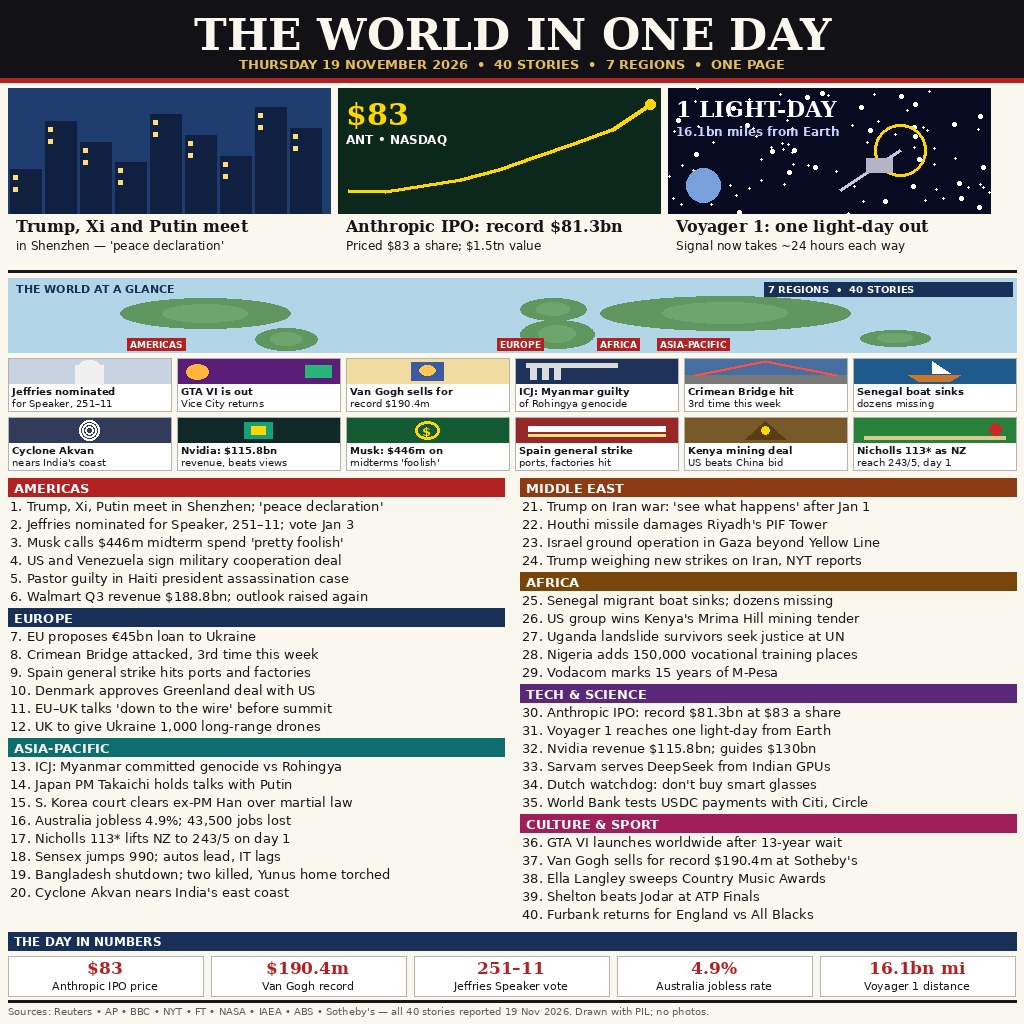 THE WORLD IN ONE DAY
THURSDAY 19 NOVEMBER 2026 • 40 STORIES • 7 REGIONS • ONE PAGE
$83
ANT • NASDAQ
1 LIGHT-DAY
16.1bn miles from Earth
Trump, Xi and Putin meet
in Shenzhen — 'peace declaration'
Anthropic IPO: record $81.3bn
Priced $83 a share; $1.5tn value
Voyager 1: one light-day out
Signal now takes ~24 hours each way
THE WORLD AT A GLANCE
7 REGIONS • 40 STORIES
AMERICAS
EUROPE
AFRICA
ASIA-PACIFIC
Jeffries nominated
for Speaker, 251–11
GTA VI is out
Vice City returns
Van Gogh sells for
record $190.4m
ICJ: Myanmar guilty
of Rohingya genocide
Crimean Bridge hit
3rd time this week
Senegal boat sinks
dozens missing
Cyclone Akvan
nears India's coast
Nvidia: $115.8bn
revenue, beats views
$
Musk: $446m on
midterms 'foolish'
Spain general strike
ports, factories hit
Kenya mining deal
US beats China bid
Nicholls 113* as NZ
reach 243/5, day 1
AMERICAS
1. Trump, Xi, Putin meet in Shenzhen; 'peace declaration'
2. Jeffries nominated for Speaker, 251–11; vote Jan 3
3. Musk calls $446m midterm spend 'pretty foolish'
4. US and Venezuela sign military cooperation deal
5. Pastor guilty in Haiti president assassination case
6. Walmart Q3 revenue $188.8bn; outlook raised again
EUROPE
7. EU proposes €45bn loan to Ukraine
8. Crimean Bridge attacked, 3rd time this week
9. Spain general strike hits ports and factories
10. Denmark approves Greenland deal with US
11. EU–UK talks 'down to the wire' before summit
12. UK to give Ukraine 1,000 long-range drones
ASIA-PACIFIC
13. ICJ: Myanmar committed genocide vs Rohingya
14. Japan PM Takaichi holds talks with Putin
15. S. Korea court clears ex-PM Han over martial law
16. Australia jobless 4.9%; 43,500 jobs lost
17. Nicholls 113* lifts NZ to 243/5 on day 1
18. Sensex jumps 990; autos lead, IT lags
19. Bangladesh shutdown; two killed, Yunus home torched
20. Cyclone Akvan nears India's east coast
MIDDLE EAST
21. Trump on Iran war: 'see what happens' after Jan 1
22. Houthi missile damages Riyadh's PIF Tower
23. Israel ground operation in Gaza beyond Yellow Line
24. Trump weighing new strikes on Iran, NYT reports
AFRICA
25. Senegal migrant boat sinks; dozens missing
26. US group wins Kenya's Mrima Hill mining tender
27. Uganda landslide survivors seek justice at UN
28. Nigeria adds 150,000 vocational training places
29. Vodacom marks 15 years of M-Pesa
TECH & SCIENCE
30. Anthropic IPO: record $81.3bn at $83 a share
31. Voyager 1 reaches one light-day from Earth
32. Nvidia revenue $115.8bn; guides $130bn
33. Sarvam serves DeepSeek from Indian GPUs
34. Dutch watchdog: don't buy smart glasses
35. World Bank tests USDC payments with Citi, Circle
CULTURE & SPORT
36. GTA VI launches worldwide after 13-year wait
37. Van Gogh sells for record $190.4m at Sotheby's
38. Ella Langley sweeps Country Music Awards
39. Shelton beats Jodar at ATP Finals
40. Furbank returns for England vs All Blacks
THE DAY IN NUMBERS
$83
Anthropic IPO price
$190.4m
Van Gogh record
251–11
Jeffries Speaker vote
4.9%
Australia jobless rate
16.1bn mi
Voyager 1 distance
Sources: Reuters • AP • BBC • NYT • FT • NASA • IAEA • ABS • Sotheby's — all 40 stories reported 19 Nov 2026. Drawn with PIL; no photos.